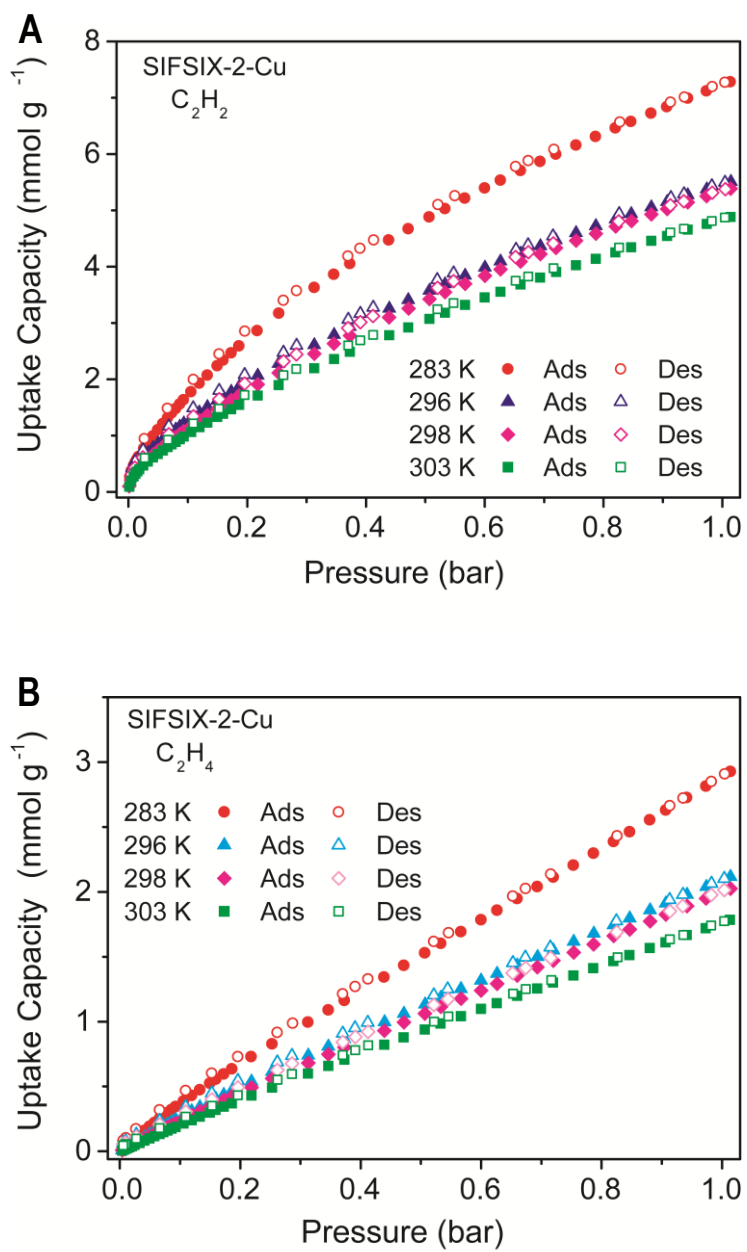 A
SIFSIX-2-Cu
C₂H₂
Uptake Capacity (mmol g⁻¹)
8
6
4
2
0
283 K Ads Des
296 K Ads Des
298 K Ads Des
303 K Ads Des
0.0 0.2 0.4 0.6 0.8 1.0
Pressure (bar)
B
SIFSIX-2-Cu
C₂H₄
Uptake Capacity (mmol g⁻¹)
3
2
1
0
283 K Ads Des
296 K Ads Des
298 K Ads Des
303 K Ads Des
0.0 0.2 0.4 0.6 0.8 1.0
Pressure (bar)